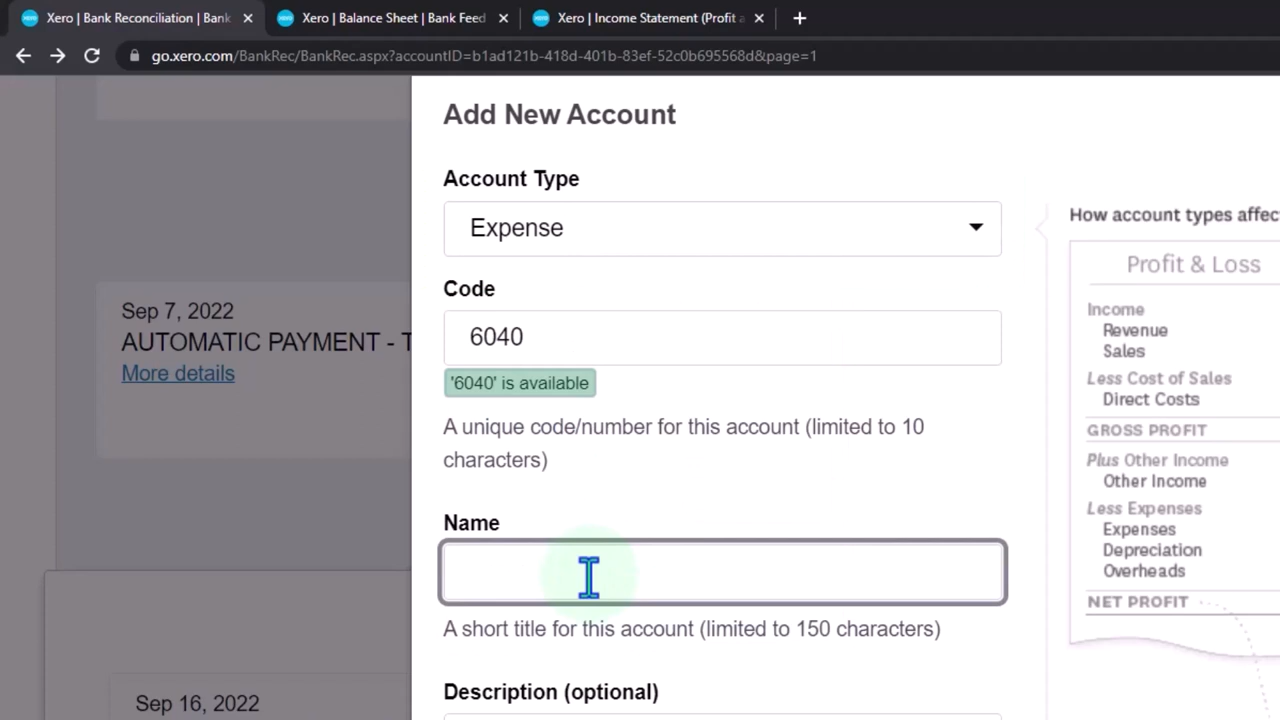 Xero | Bank Reconciliation | Bank
Xero | Balance Sheet | Bank Feed
Xero | Income Statement (Profit a
go.xero.com/BankRec/BankRec.aspx?accountID=b1ad121b-418d-401b-83ef-52c0b695568d&page=1
Add New Account
Account Type
Expense
Code
6040
'6040' is available
A unique code/number for this account (limited to 10
characters)
Name
A short title for this account (limited to 150 characters)
Description (optional)
Sep 7, 2022
AUTOMATIC PAYMENT - T
More details
Sep 16, 2022
How account types affec
Profit & Loss
Income
Revenue
Sales
Less Cost of Sales
Direct Costs
GROSS PROFIT
Plus Other Income
Other Income
Less Expenses
Expenses
Depreciation
Overheads
NET PROFIT